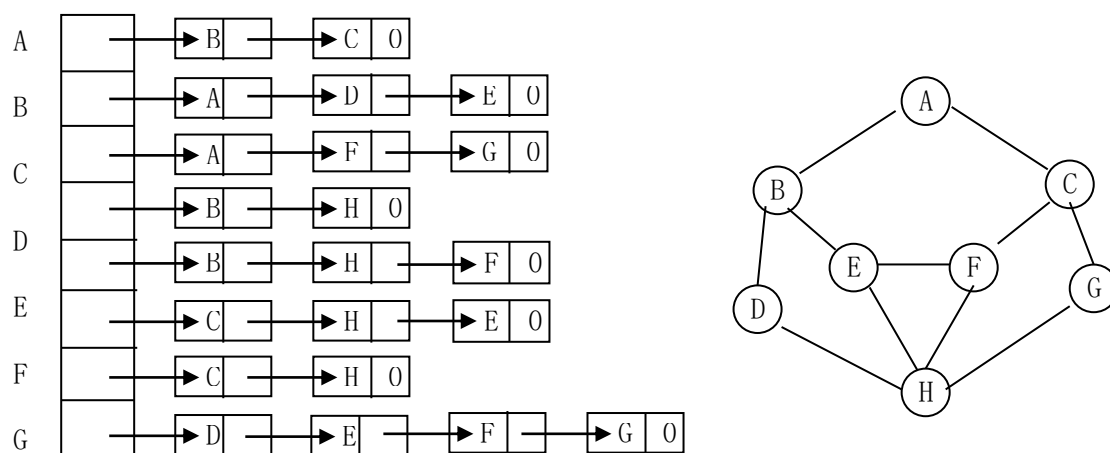 A B C 0
B A D E 0
A F G 0
C
B H 0
D
B H F 0
E
C H E 0
F C H 0
G D E F G 0
A
B
C
E
F
D
G
H